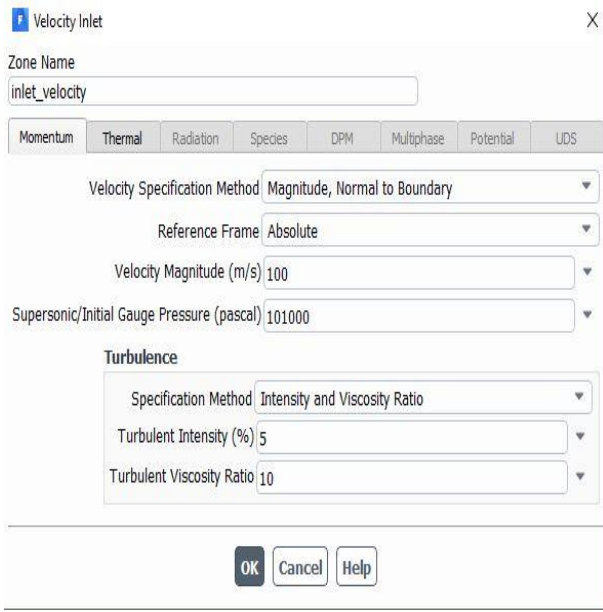 F Velocity Inlet X
Zone Name
inlet_velocity
Momentum Thermal Radiation Species DPM Multiphase Potential UDS
Velocity Specification Method Magnitude, Normal to Boundary
Reference Frame Absolute
Velocity Magnitude (m/s) 100
Supersonic/Initial Gauge Pressure (pascal) 101000
Turbulence
Specification Method Intensity and Viscosity Ratio
Turbulent Intensity (%) 5
Turbulent Viscosity Ratio 10
OK Cancel Help